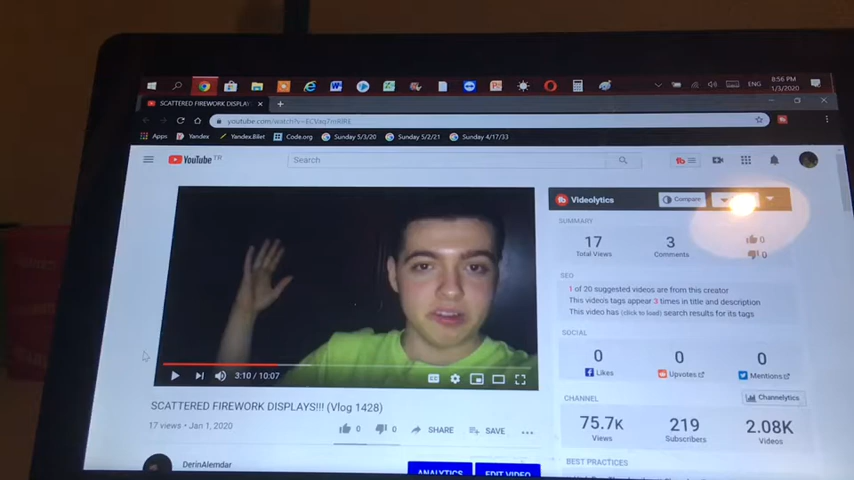 8:56 PM
ENG
1/3/2020
SCATTERED FIREWORK DISPLAY
Apps Yandex Yandex.Bilet Code.org Sunday 5/3/20 Sunday 5/2/21 Sunday 4/17/33
YouTube TR
Search
Videolytics
Compare
SUMMARY
17
3
0
Total Views
Comments
0
SEO
1 of 20 suggested videos are from this creator
This video's tags appear 3 times in title and description
This video has (click to load) search results for its tags
SOCIAL
0
0
0
Likes
Upvotes
Mentions
3:10 / 10:07
CHANNEL
Channelytics
75.7K
219
2.08K
Views
Subscribers
Videos
BEST PRACTICES
SCATTERED FIREWORK DISPLAYS!!! (Vlog 1428)
17 views • Jan 1, 2020
0
0
SHARE
SAVE
DerinAlemdar
ANALYTICS
EDIT VIDEO